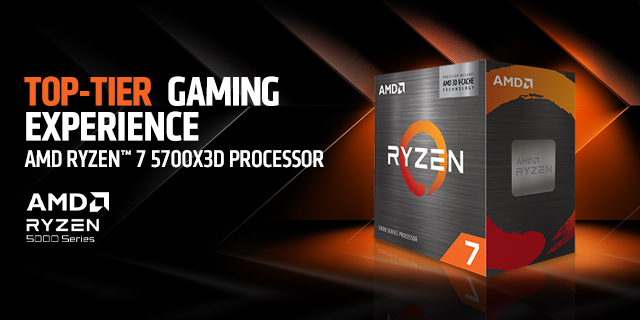 TOP-TIER GAMING
EXPERIENCE
AMD RYZEN™ 7 5700X3D PROCESSOR
AMD
RYZEN
5000 Series
AMD
AMD 3D V-CACHE
TECHNOLOGY
RYZEN
5000 SERIES PROCESSOR
7
AMD